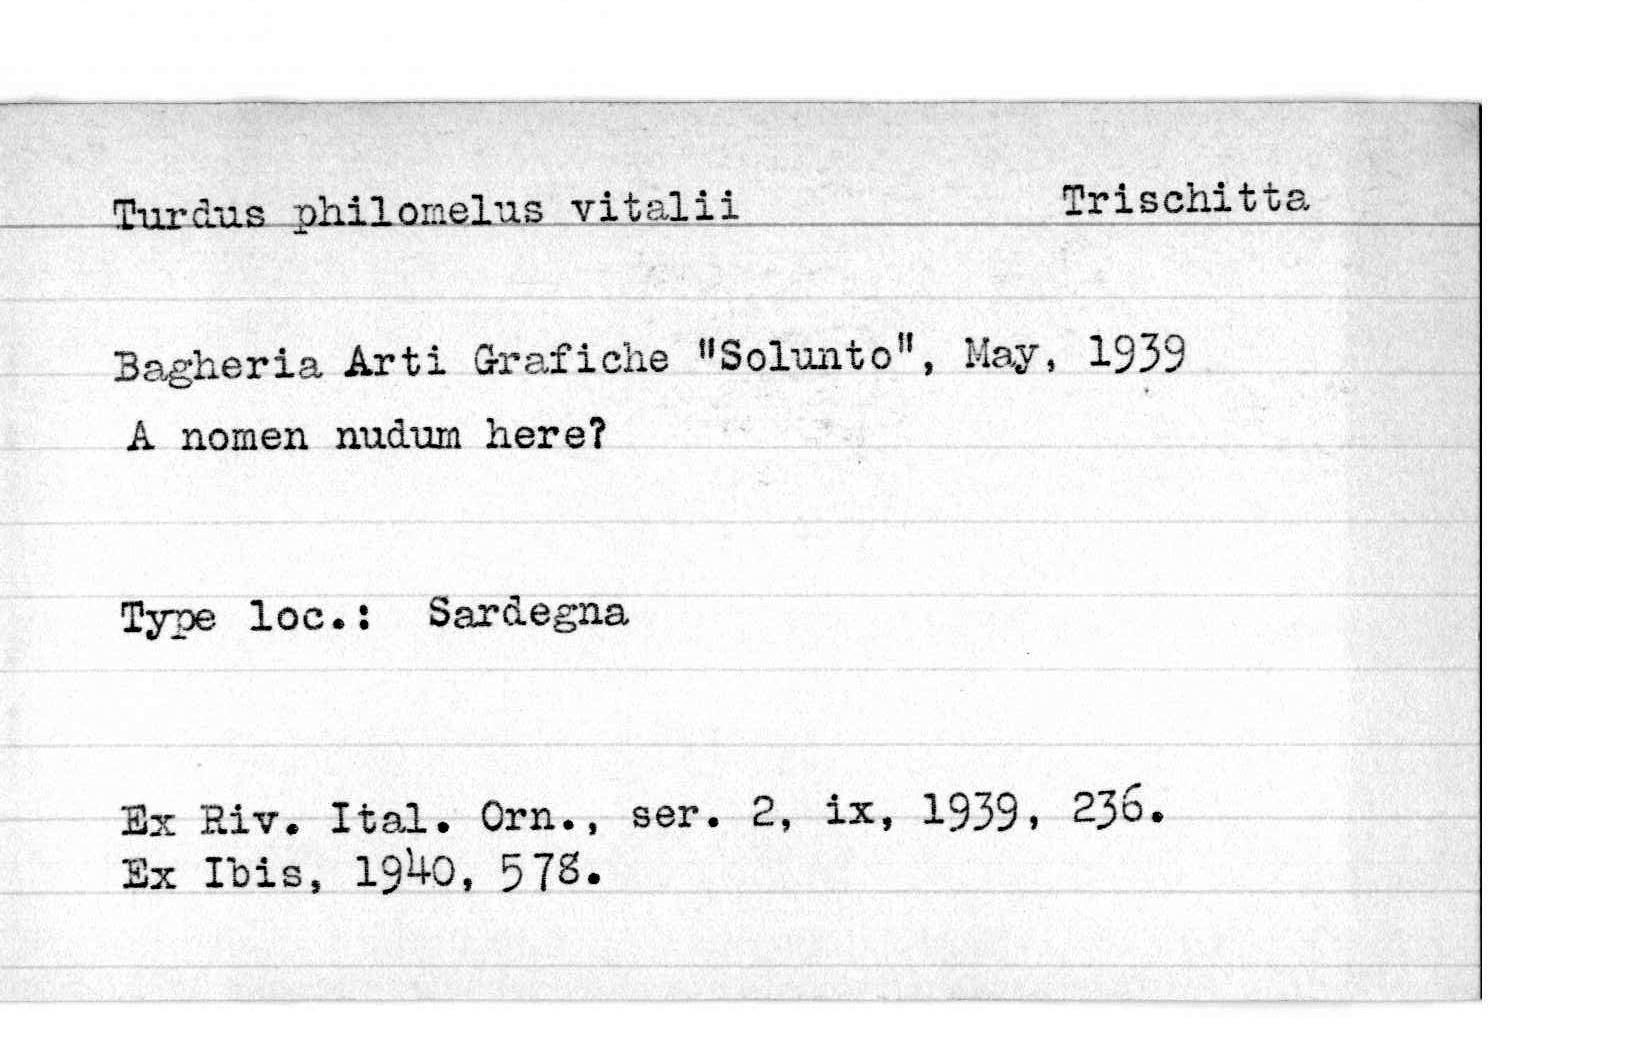 Turdus philomelus vitalii Trischitta
Bagheria Arti Grafiche "Solunto", May, 1939
A nomen nudum here?
Type loc.: Sardegna
Ex Riv. Ital. Orn., ser. 2, ix, 1939, 236.
Ex Ibis, 1940, 578.